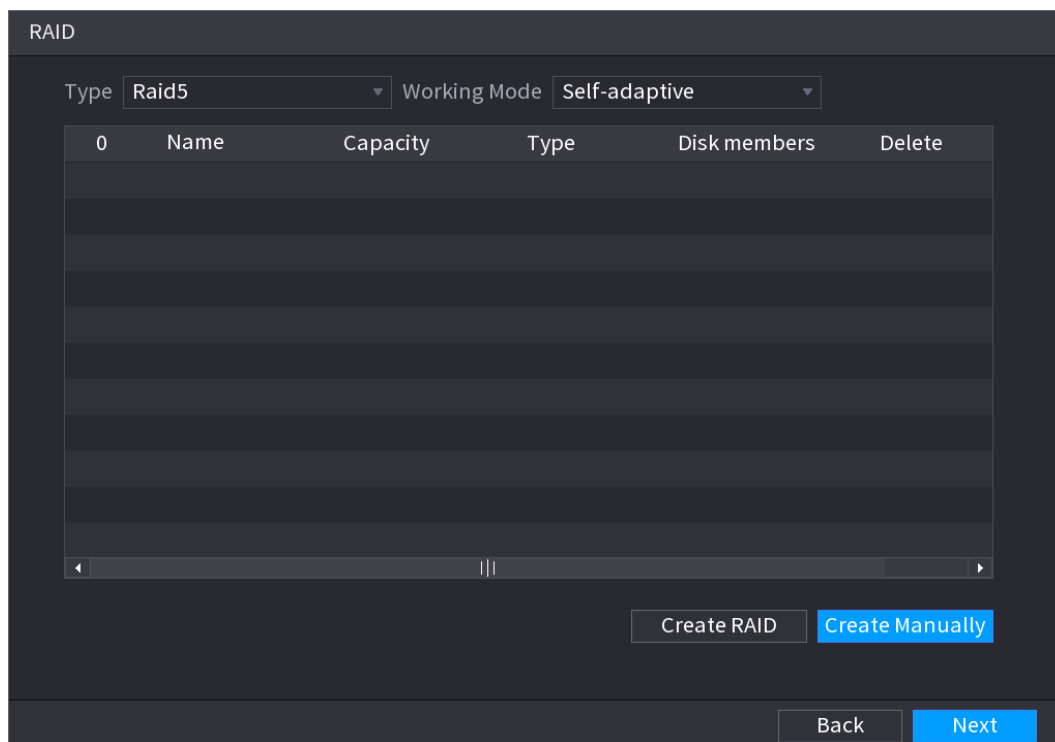 RAID
Type Raid5 Working Mode Self-adaptive
0 Name Capacity Type Disk members Delete
Create RAID Create Manually
Back Next